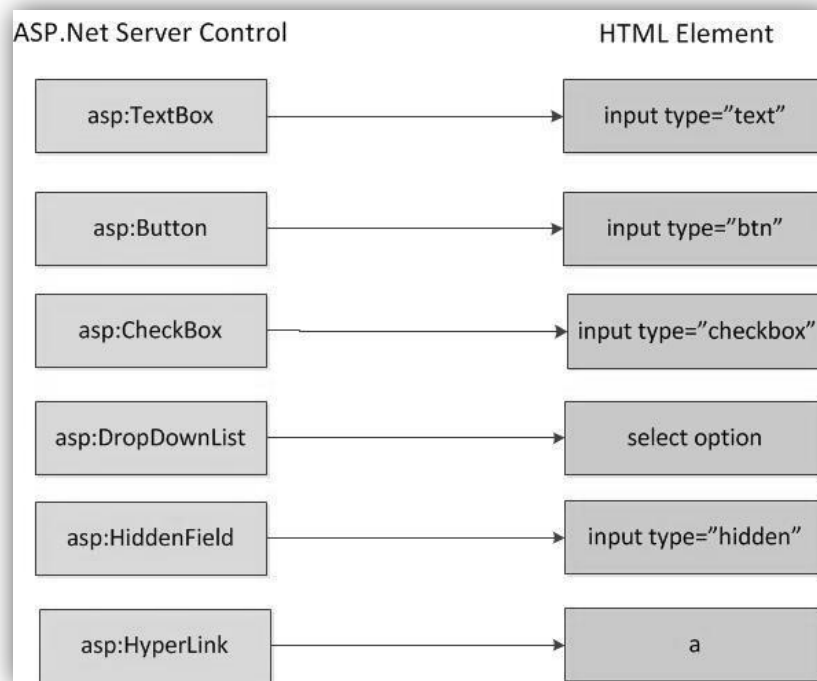 ASP.Net Server Control HTML Element
asp:TextBox input type=”text”
asp:Button input type=”btn”
asp:CheckBox input type=”checkbox”
asp:DropDownList select option
asp:HiddenField input type=”hidden”
asp:HyperLink a